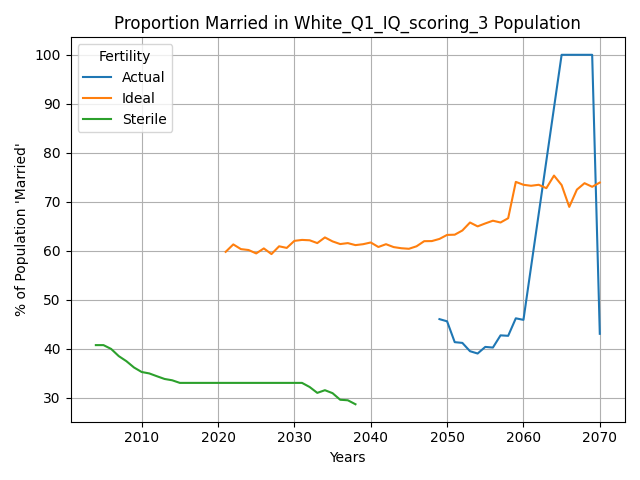 Proportion Married in White_Q1_IQ_scoring_3 Population
Fertility
Actual
Ideal
Sterile
% of Population 'Married'
100
90
80
70
60
50
40
30
2010 2020 2030 2040 2050 2060 2070
Years